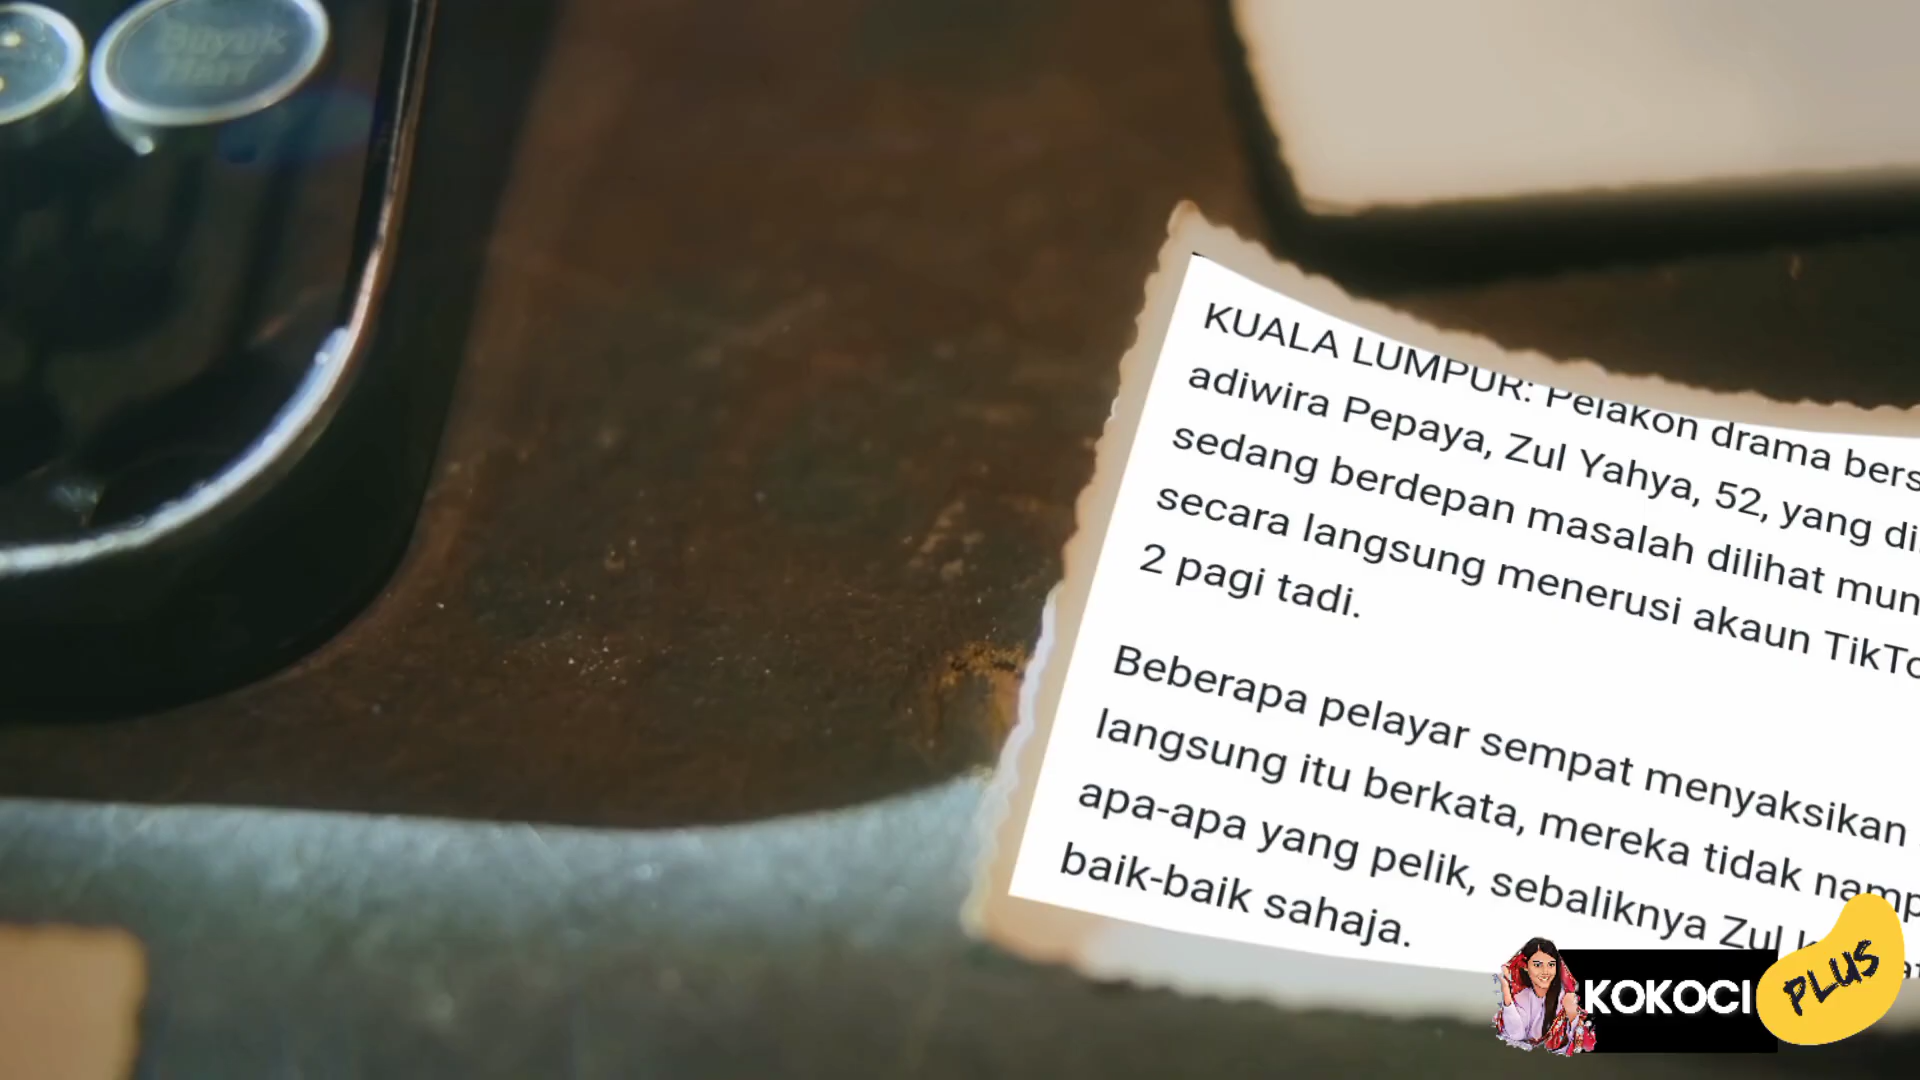 Büyük
Harf
KUALA LUMPUR: Pelakon drama bers
adiwira Pepaya, Zul Yahya, 52, yang di
sedang berdepan masalah dilihat mun
secara langsung menerusi akaun TikTo
2 pagi tadi.
Beberapa pelayar sempat menyaksikan
langsung itu berkata, mereka tidak namp
apa-apa yang pelik, sebaliknya Zul
baik-baik sahaja.
KOKOCI
PLUS